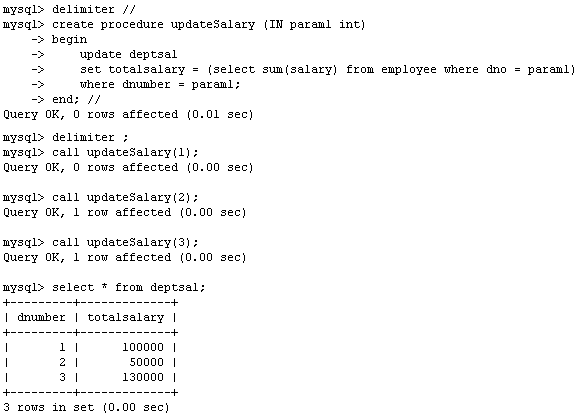 mysql> delimiter //
mysql> create procedure updateSalary (IN param1 int)
-> begin
-> update deptsal
-> set totalsalary = (select sum(salary) from employee where dno = param1)
-> where dnumber = param1;
-> end; //
Query OK, 0 rows affected (0.01 sec)
mysql> delimiter ;
mysql> call updateSalary(1);
Query OK, 0 rows affected (0.00 sec)
mysql> call updateSalary(2);
Query OK, 1 row affected (0.00 sec)
mysql> call updateSalary(3);
Query OK, 1 row affected (0.00 sec)
mysql> select * from deptsal;
+---------+-------------+
| dnumber | totalsalary |
+---------+-------------+
| 1 | 100000 |
| 2 | 50000 |
| 3 | 130000 |
+---------+-------------+
3 rows in set (0.00 sec)